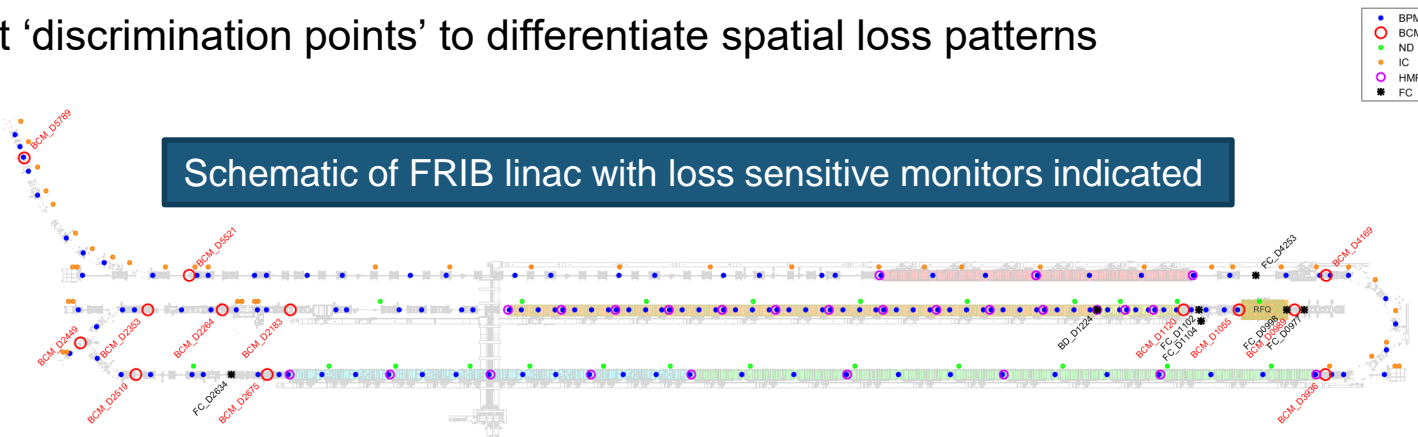 t ‘discrimination points’ to differentiate spatial loss patterns
BPM
BCM
ND
IC
HMR
FC
Schematic of FRIB linac with loss sensitive monitors indicated
BCM_D5789
BCM_D5521
FC_D4253
BCM_D4169
BCM_D2449
BCM_D2353
BCM_D2264
BCM_D2183
BD_D1224
BCM_D1120
FC_D1102
FC_D1104
BCM_D1055
RFQ
FC_D0998
BCM_D0989
FC_D0977
BCM_D2519
FC_D2634
BCM_D2675
BCM_D3936